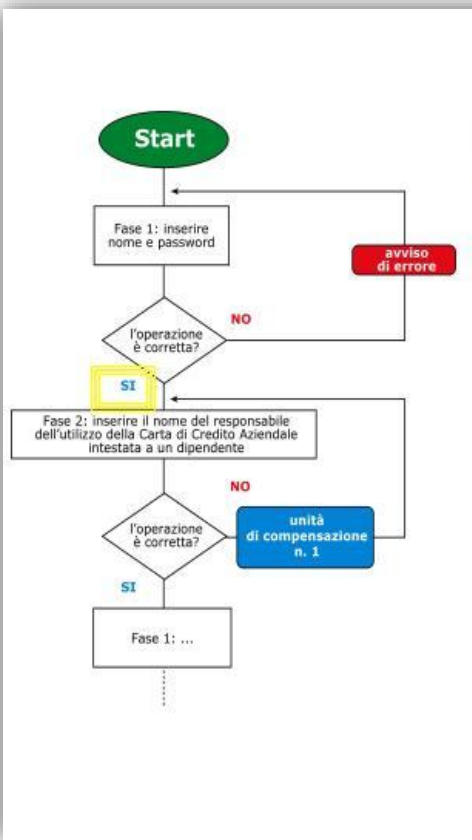 Start
Fase 1: inserire
nome e password
avviso
di errore
NO
l'operazione
è corretta?
SI
Fase 2: inserire il nome del responsabile
dell'utilizzo della Carta di Credito Aziendale
intestata a un dipendente
NO
l'operazione
è corretta?
unità
di compensazione
n. 1
SI
Fase 1: ...